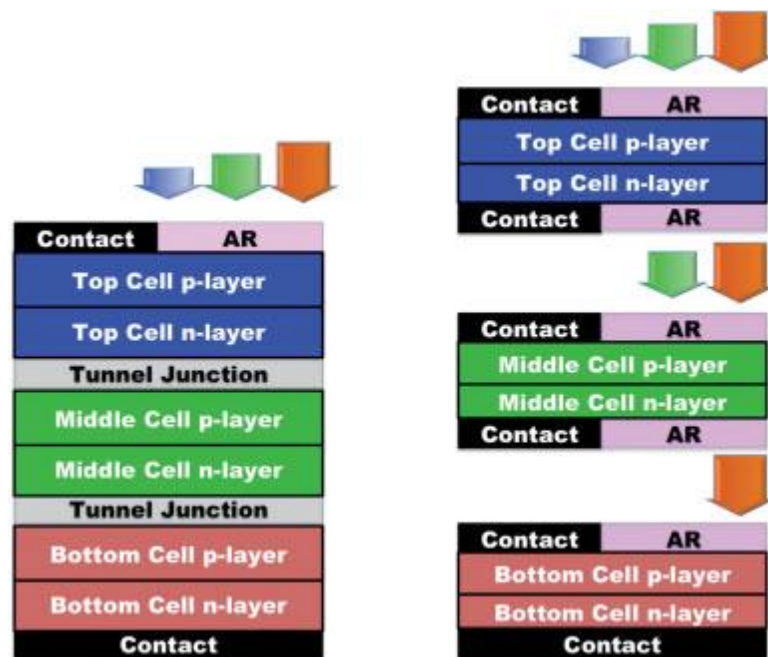 Contact AR
Top Cell p-layer
Top Cell n-layer
Tunnel Junction
Middle Cell p-layer
Middle Cell n-layer
Tunnel Junction
Bottom Cell p-layer
Bottom Cell n-layer
Contact
Contact AR
Top Cell p-layer
Top Cell n-layer
Contact AR
Contact AR
Middle Cell p-layer
Middle Cell n-layer
Contact AR
Contact AR
Bottom Cell p-layer
Bottom Cell n-layer
Contact